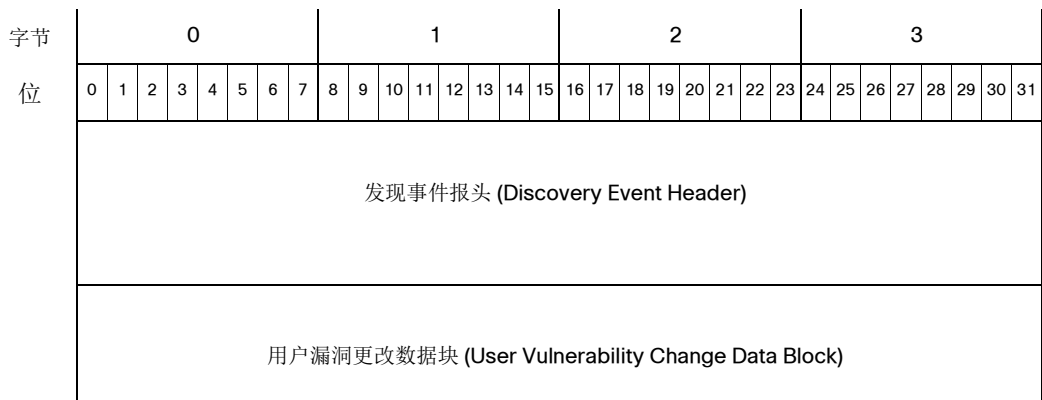 字节 0 1 2 3
位 0 1 2 3 4 5 6 7 8 9 10 11 12 13 14 15 16 17 18 19 20 21 22 23 24 25 26 27 28 29 30 31
发现事件报头 (Discovery Event Header)
用户漏洞更改数据块 (User Vulnerability Change Data Block)